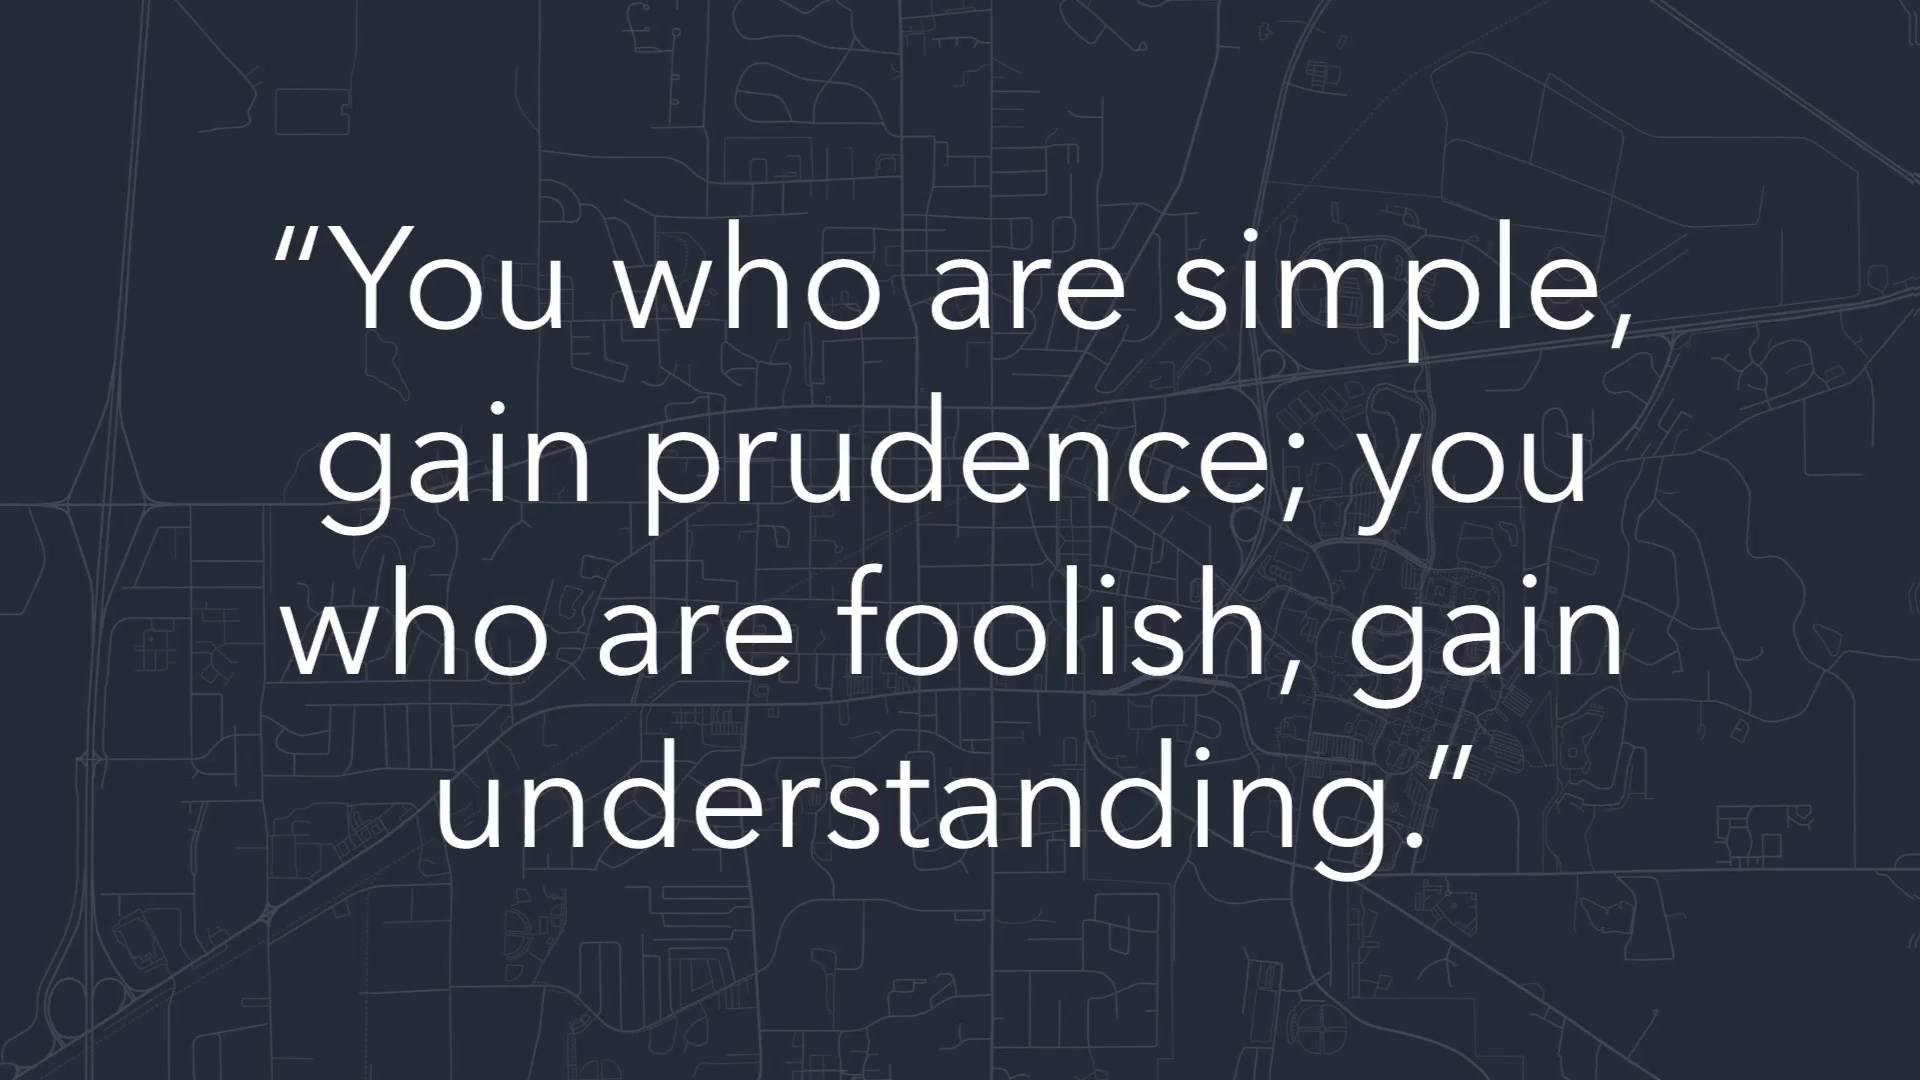 “You who are simple,
gain prudence; you
who are foolish, gain
understanding.”